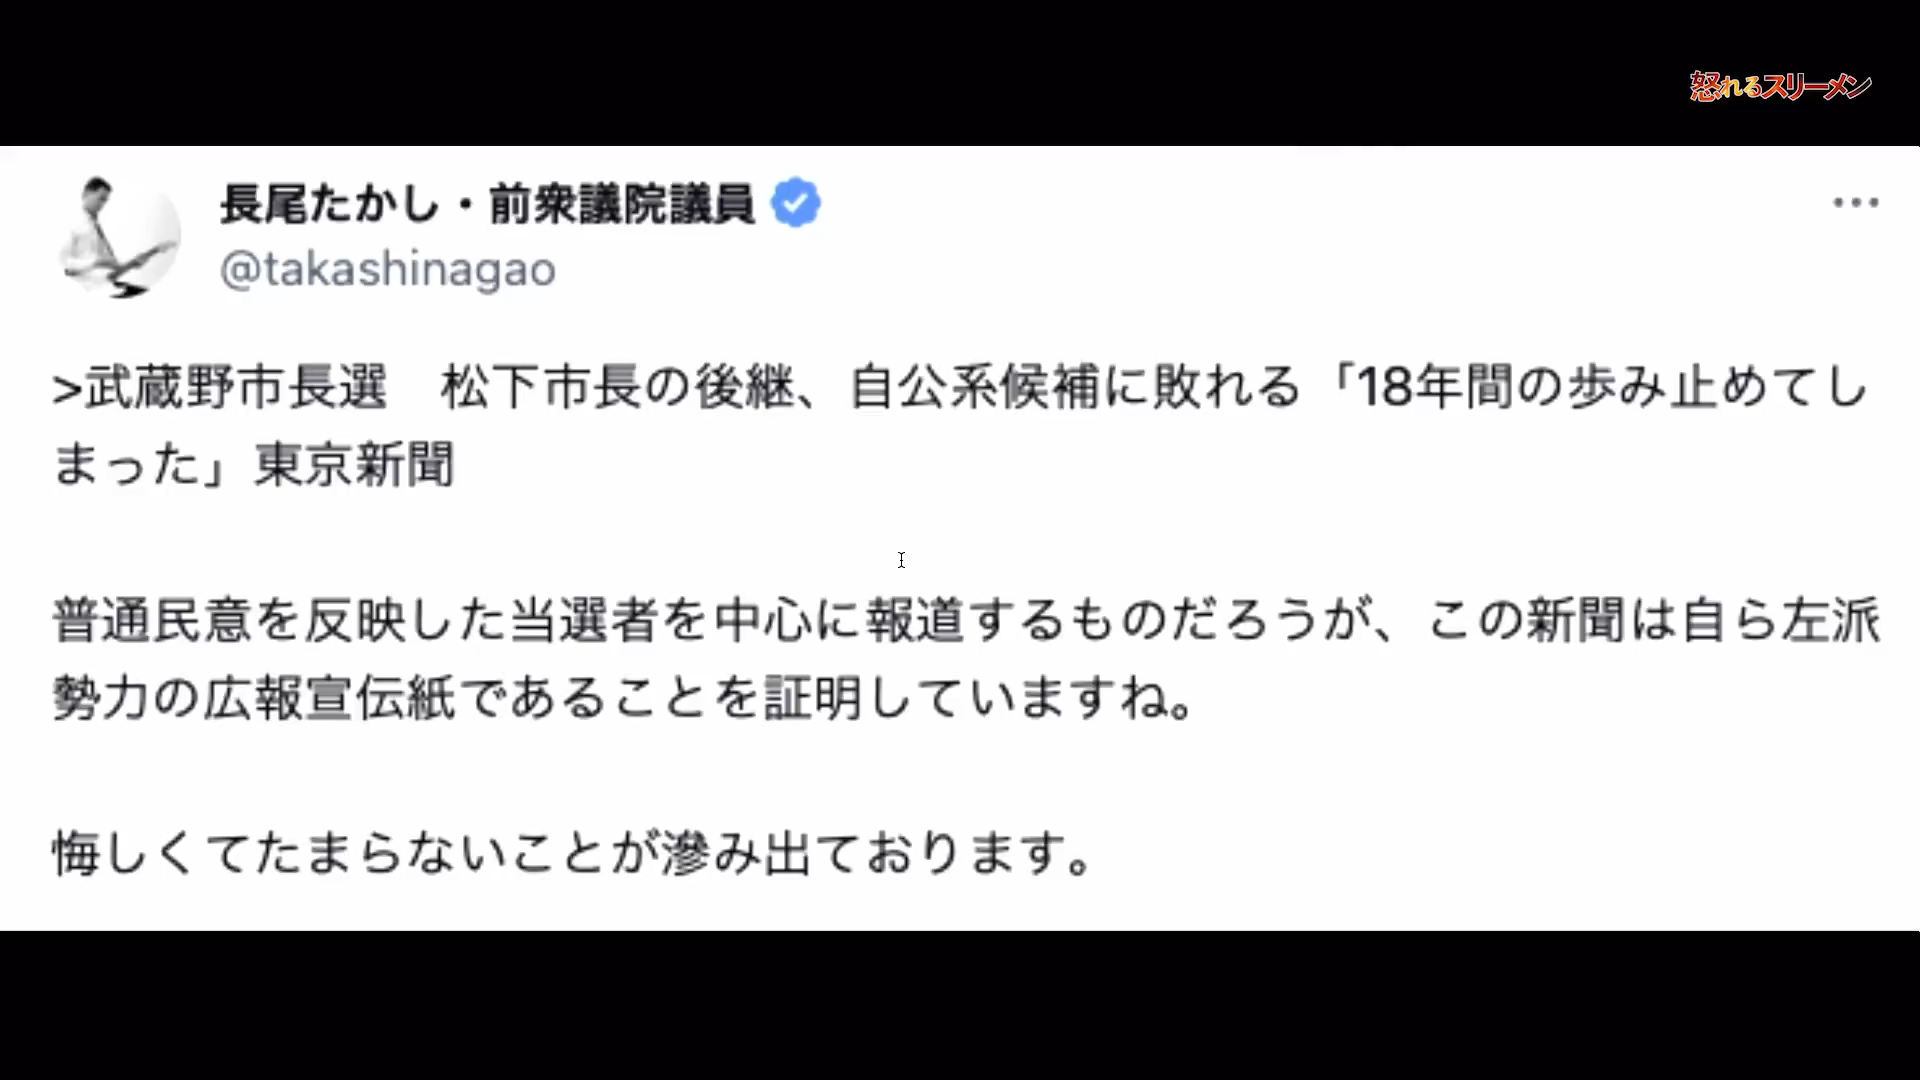 怒れるスリーメン
長尾たかし・前衆議院議員
@takashinagao
>武蔵野市長選　松下市長の後継、自公系候補に敗れる「18年間の歩み止めてし
まった」東京新聞
普通民意を反映した当選者を中心に報道するものだろうが、この新聞は自ら左派
勢力の広報宣伝紙であることを証明していますね。
悔しくてたまらないことが滲み出ております。